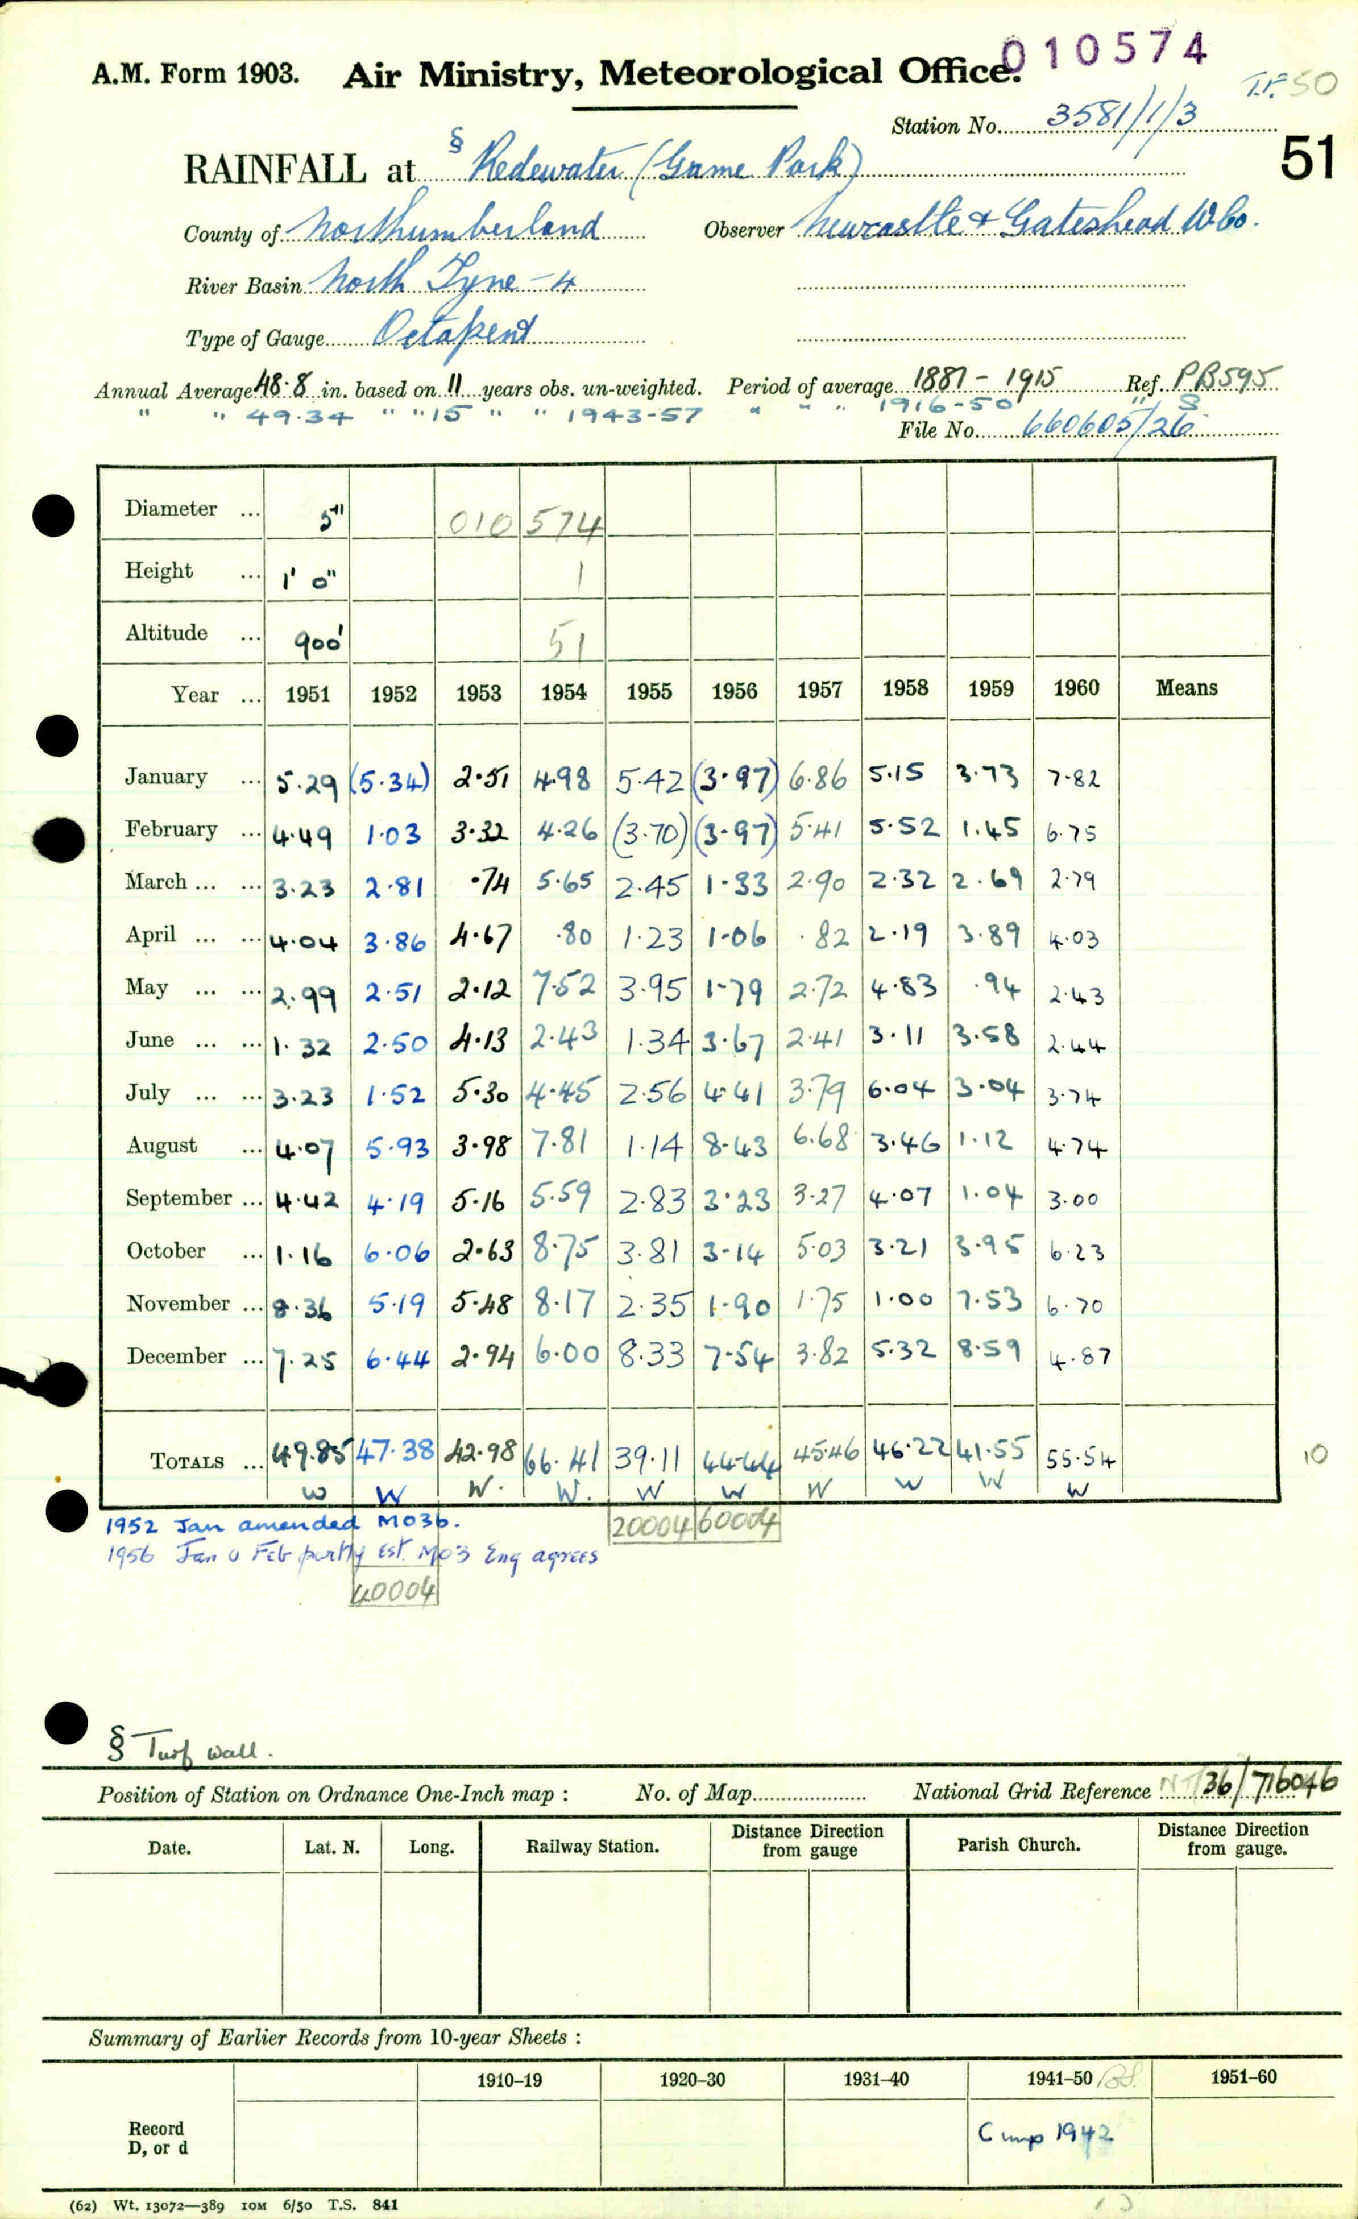 010574
A.M. Form 1903. Air Ministry, Meteorological Office.
T.F. 50
Station No. 3581/1/3
51
RAINFALL at § Redewater (Game Park)
County of Northumberland Observer Newcastle & Gateshead W.Co.
River Basin North Tyne - 4
Type of Gauge Octapent
Annual Average 48.8 in. based on 11 years obs. un-weighted. Period of average 1881 - 1915 Ref. PB595
" " 49.34 " " 15 " " 1943-57 " " " 1916-50 " S
File No. 660605/26
Diameter ... 5" 010 574
Height ... 1' 0" 1
Altitude ... 900' 51
Year ... 1951 1952 1953 1954 1955 1956 1957 1958 1959 1960 Means
January ... 5.29 (5.34) 2.51 4.98 5.42 (3.97) 6.86 5.15 3.73 7.82
February ... 4.49 1.03 3.32 4.26 (3.70) (3.97) 5.41 5.52 1.45 6.75
March ... ... 3.23 2.81 .74 5.65 2.45 1.33 2.90 2.32 2.69 2.79
April ... ... 4.04 3.86 4.67 .80 1.23 1.06 .82 2.19 3.89 4.03
May ... ... 2.99 2.51 2.12 7.52 3.95 1.79 2.72 4.83 .94 2.43
June ... ... 1.32 2.50 4.13 2.43 1.34 3.67 2.41 3.11 3.58 2.44
July ... ... 3.23 1.52 5.30 4.45 2.56 4.41 3.79 6.04 3.04 3.74
August ... 4.07 5.93 3.98 7.81 1.14 8.43 6.68 3.46 1.12 4.74
September ... 4.42 4.19 5.16 5.59 2.83 3.23 3.27 4.07 1.04 3.00
October ... 1.16 6.06 2.63 8.75 3.81 3.14 5.03 3.21 3.95 6.23
November ... 8.36 5.19 5.48 8.17 2.35 1.90 1.75 1.00 7.53 6.70
December ... 7.25 6.44 2.94 6.00 8.33 7.54 3.82 5.32 8.59 4.87
TOTALS ... 49.85 47.38 42.98 66.41 39.11 44.44 45.46 46.22 41.55 55.54 10
W W W. W. W W W W W W
1952 Jan amended MO3b. 20004 60004
1956 Jan & Feb partly est. MO3 Eng agrees
40004
§ Turf wall.
Position of Station on Ordnance One-Inch map : No. of Map National Grid Reference NT/36/716046
Date. Lat. N. Long. Railway Station. Distance from gauge Direction Parish Church. Distance from gauge. Direction
Summary of Earlier Records from 10-year Sheets :
1910–19 1920–30 1931–40 1941–50 1951–60
Record D, or d Cmp 1942
(62) Wt. 13072—389 10M 6/50 T.S. 841